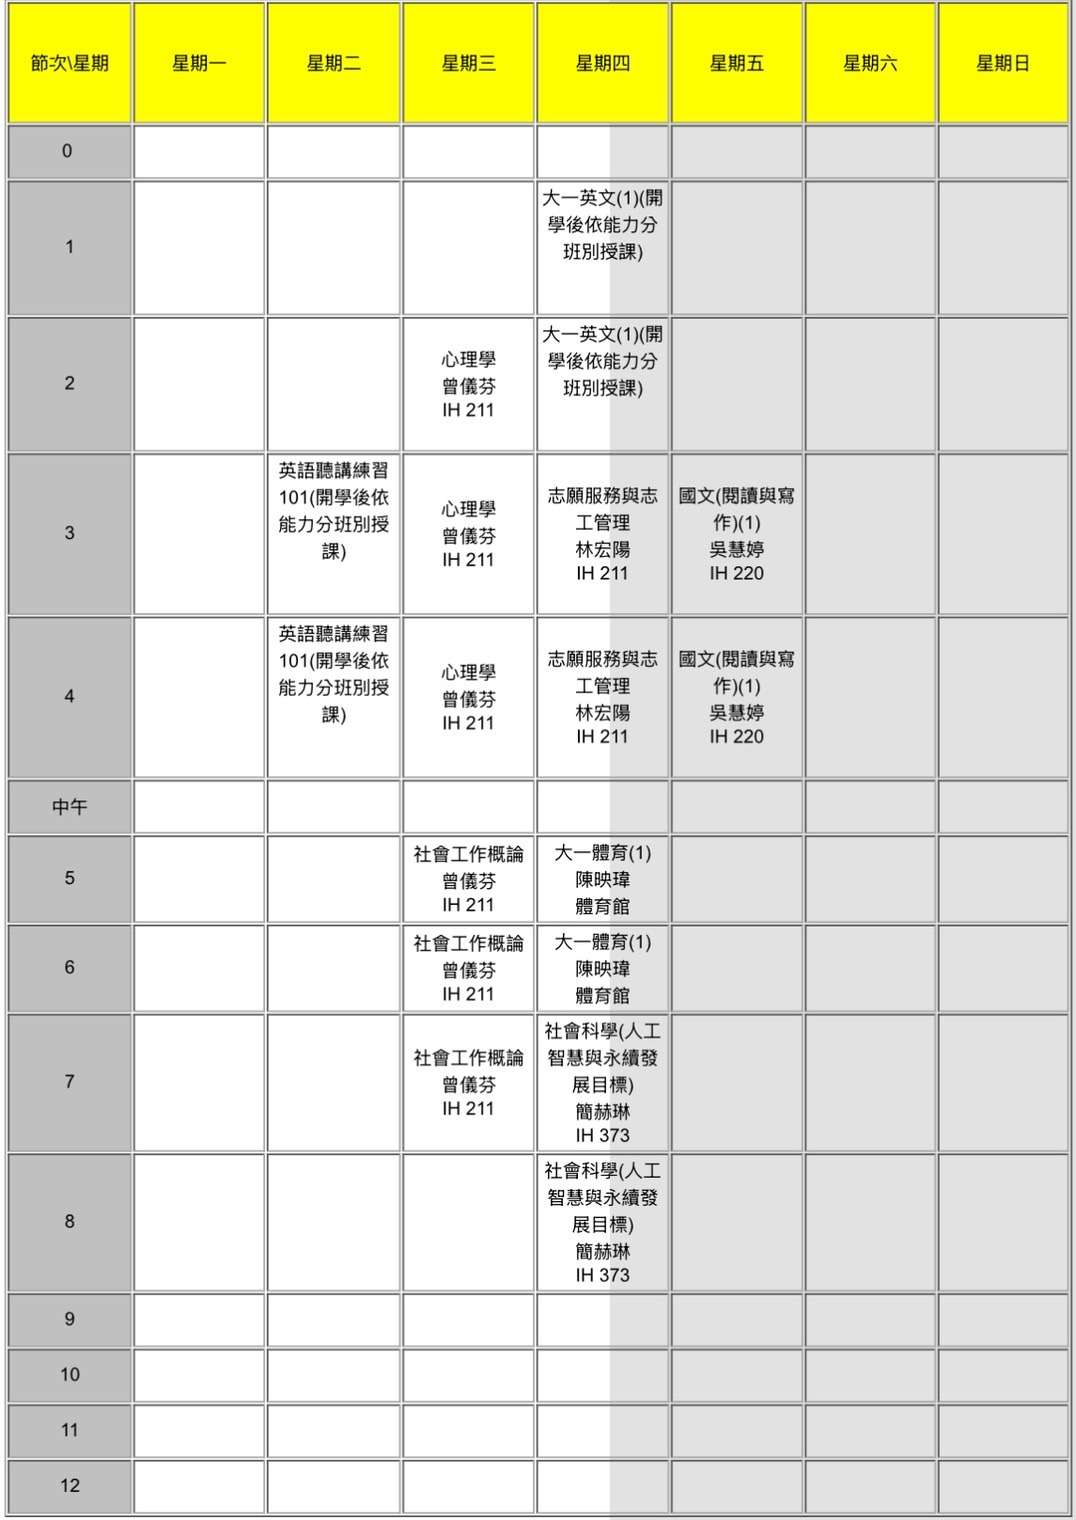 節次\星期 星期一 星期二 星期三 星期四 星期五 星期六 星期日
0
1
大一英文(1)(開
學後依能力分
班別授課)
2
心理學
曾儀芬
IH 211
大一英文(1)(開
學後依能力分
班別授課)
3
英語聽講練習
101(開學後依
能力分班別授
課)
心理學
曾儀芬
IH 211
志願服務與志
工管理
林宏陽
IH 211
國文(閱讀與寫
作)(1)
吳慧婷
IH 220
4
英語聽講練習
101(開學後依
能力分班別授
課)
心理學
曾儀芬
IH 211
志願服務與志
工管理
林宏陽
IH 211
國文(閱讀與寫
作)(1)
吳慧婷
IH 220
中午
5
社會工作概論
曾儀芬
IH 211
大一體育(1)
陳映瑋
體育館
6
社會工作概論
曾儀芬
IH 211
大一體育(1)
陳映瑋
體育館
7
社會工作概論
曾儀芬
IH 211
社會科學(人工
智慧與永續發
展目標)
簡赫琳
IH 373
8
社會科學(人工
智慧與永續發
展目標)
簡赫琳
IH 373
9
10
11
12